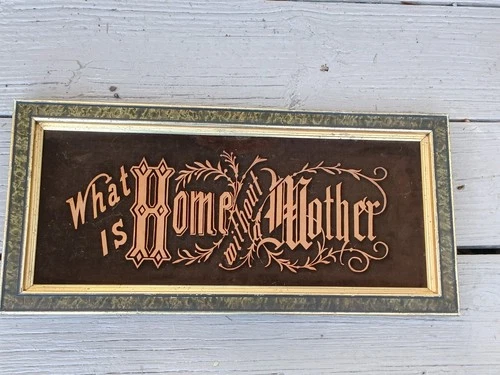 What
Is Home without a Mother